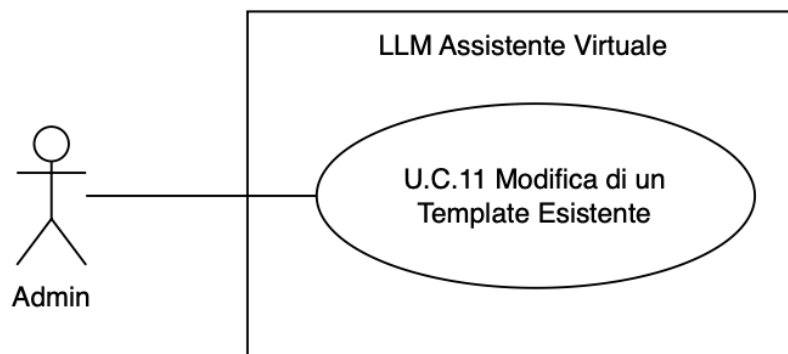 LLM Assistente Virtuale
U.C.11 Modifica di un
Template Esistente
Admin